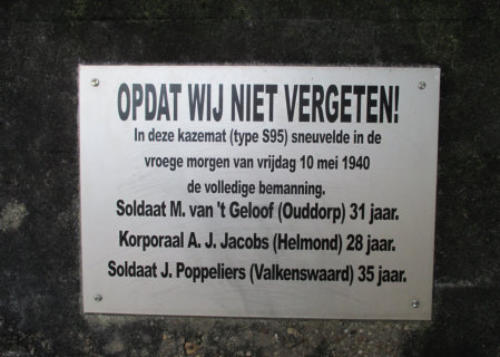 OPDAT WIJ NIET VERGETEN!
In deze kazemat (type S95) sneuvelde in de
vroege morgen van vrijdag 10 mei 1940
de volledige bemanning.
Soldaat M. van 't Geloof (Ouddorp) 31 jaar.
Korporaal A. J. Jacobs (Helmond) 28 jaar.
Soldaat J. Poppeliers (Valkenswaard) 35 jaar.